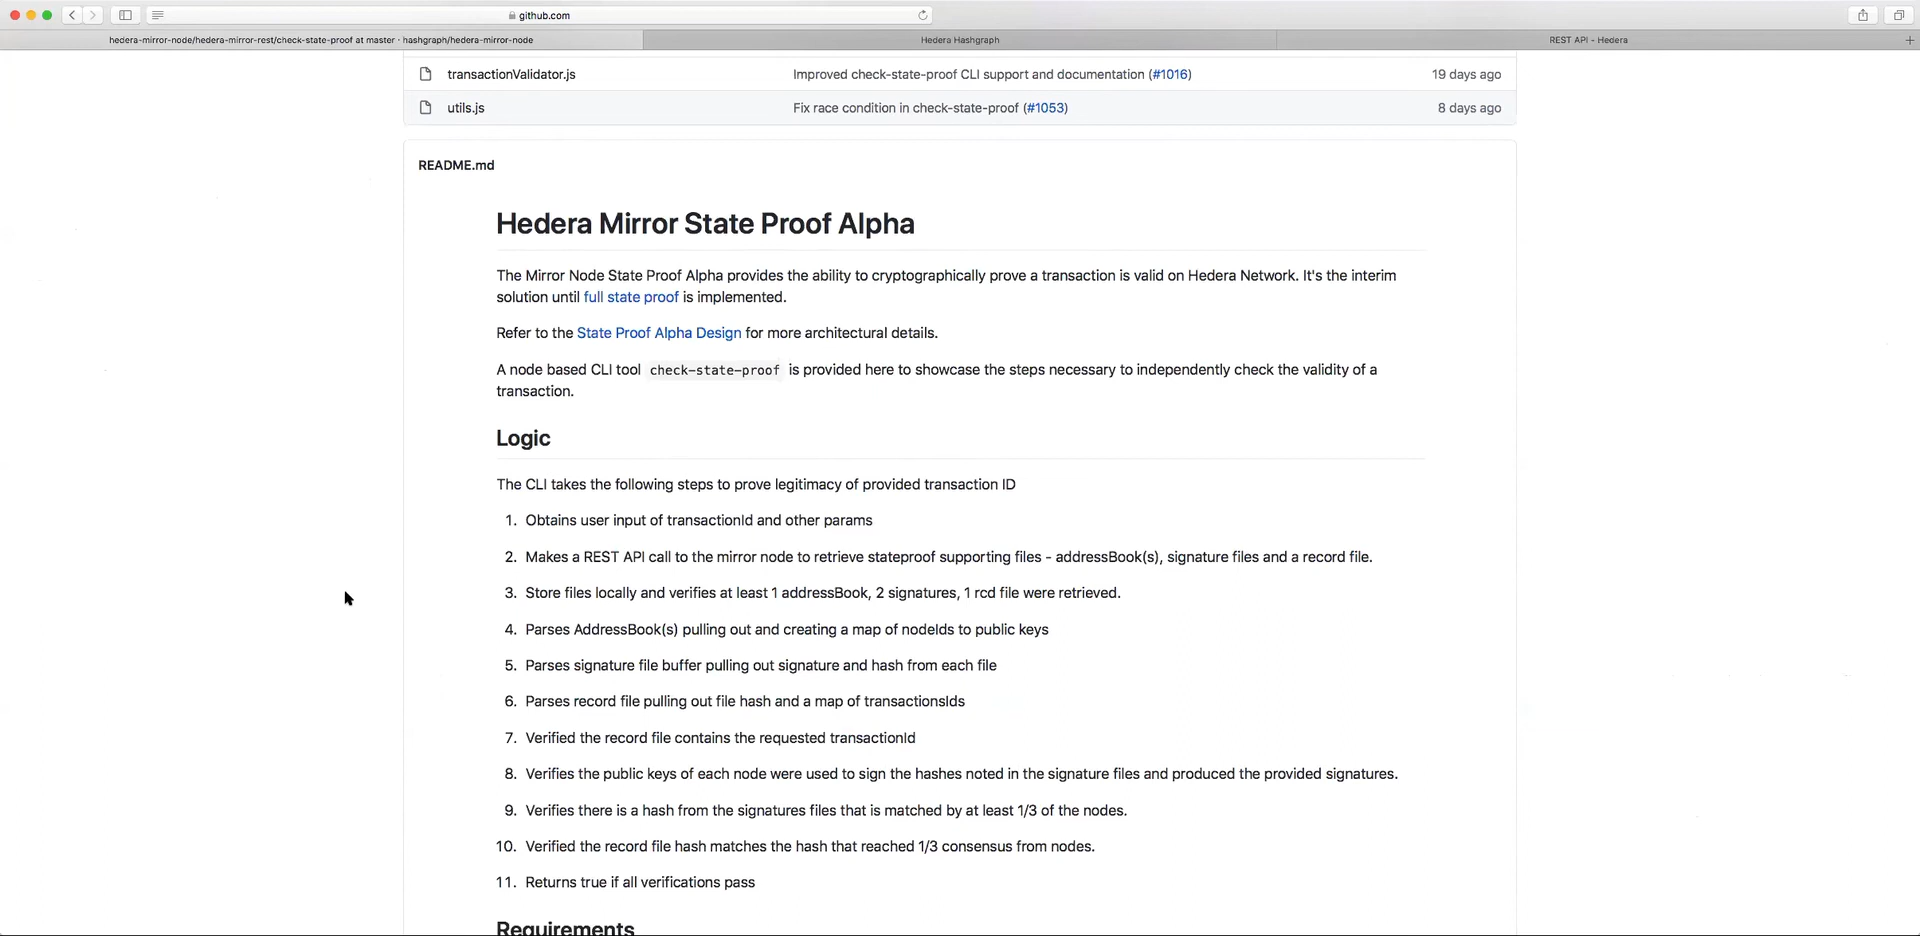 github.com
hedera-mirror-node/hedera-mirror-rest/check-state-proof at master · hashgraph/hedera-mirror-node
Hedera Hashgraph
REST API - Hedera
transactionValidator.js Improved check-state-proof CLI support and documentation (#1016) 19 days ago
utils.js Fix race condition in check-state-proof (#1053) 8 days ago
README.md
Hedera Mirror State Proof Alpha
The Mirror Node State Proof Alpha provides the ability to cryptographically prove a transaction is valid on Hedera Network. It's the interim
solution until full state proof is implemented.
Refer to the State Proof Alpha Design for more architectural details.
A node based CLI tool check-state-proof is provided here to showcase the steps necessary to independently check the validity of a
transaction.
Logic
The CLI takes the following steps to prove legitimacy of provided transaction ID
1. Obtains user input of transactionId and other params
2. Makes a REST API call to the mirror node to retrieve stateproof supporting files - addressBook(s), signature files and a record file.
3. Store files locally and verifies at least 1 addressBook, 2 signatures, 1 rcd file were retrieved.
4. Parses AddressBook(s) pulling out and creating a map of nodeIds to public keys
5. Parses signature file buffer pulling out signature and hash from each file
6. Parses record file pulling out file hash and a map of transactionsIds
7. Verified the record file contains the requested transactionId
8. Verifies the public keys of each node were used to sign the hashes noted in the signature files and produced the provided signatures.
9. Verifies there is a hash from the signatures files that is matched by at least 1/3 of the nodes.
10. Verified the record file hash matches the hash that reached 1/3 consensus from nodes.
11. Returns true if all verifications pass
Requirements